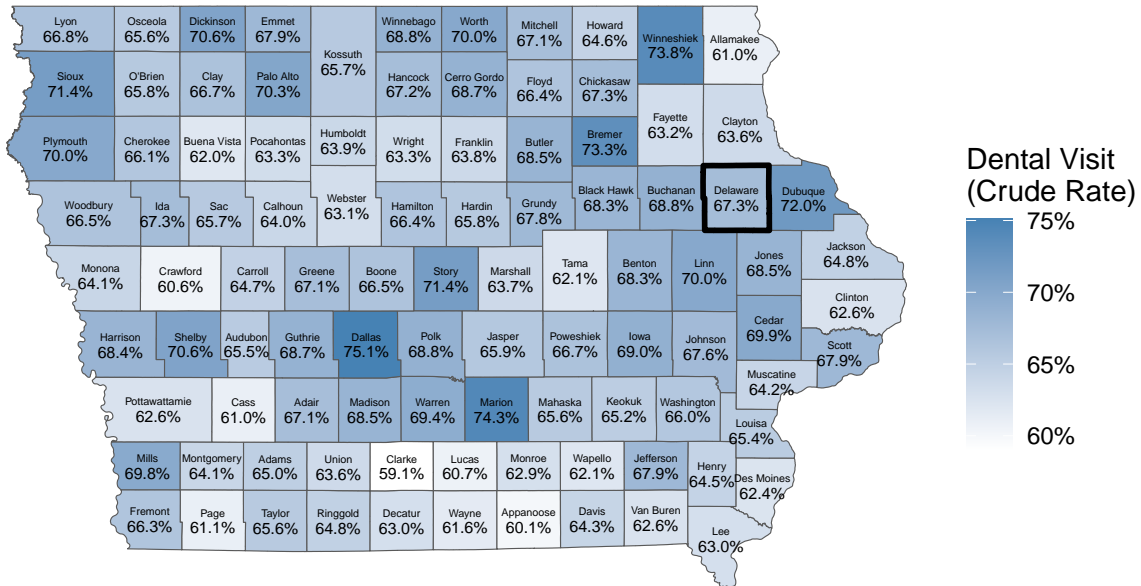 Lyon
66.8%
Osceola
65.6%
Dickinson
70.6%
Emmet
67.9%
Kossuth
65.7%
Winnebago
68.8%
Worth
70.0%
Mitchell
67.1%
Howard
64.6%
Winneshiek
73.8%
Allamakee
61.0%
Sioux
71.4%
O'Brien
65.8%
Clay
66.7%
Palo Alto
70.3%
Hancock
67.2%
Cerro Gordo
68.7%
Floyd
66.4%
Chickasaw
67.3%
Fayette
63.2%
Clayton
63.6%
Plymouth
70.0%
Cherokee
66.1%
Buena Vista
62.0%
Pocahontas
63.3%
Humboldt
63.9%
Wright
63.3%
Franklin
63.8%
Butler
68.5%
Bremer
73.3%
Woodbury
66.5%
Ida
67.3%
Sac
65.7%
Calhoun
64.0%
Webster
63.1%
Hamilton
66.4%
Hardin
65.8%
Grundy
67.8%
Black Hawk
68.3%
Buchanan
68.8%
Delaware
67.3%
Dubuque
72.0%
Monona
64.1%
Crawford
60.6%
Carroll
64.7%
Greene
67.1%
Boone
66.5%
Story
71.4%
Marshall
63.7%
Tama
62.1%
Benton
68.3%
Linn
70.0%
Jones
68.5%
Jackson
64.8%
Clinton
62.6%
Harrison
68.4%
Shelby
70.6%
Audubon
65.5%
Guthrie
68.7%
Dallas
75.1%
Polk
68.8%
Jasper
65.9%
Poweshiek
66.7%
Iowa
69.0%
Johnson
67.6%
Cedar
69.9%
Scott
67.9%
Muscatine
64.2%
Pottawattamie
62.6%
Cass
61.0%
Adair
67.1%
Madison
68.5%
Warren
69.4%
Marion
74.3%
Mahaska
65.6%
Keokuk
65.2%
Washington
66.0%
Louisa
65.4%
Mills
69.8%
Montgomery
64.1%
Adams
65.0%
Union
63.6%
Clarke
59.1%
Lucas
60.7%
Monroe
62.9%
Wapello
62.1%
Jefferson
67.9%
Henry
64.5%
Des Moines
62.4%
Fremont
66.3%
Page
61.1%
Taylor
65.6%
Ringgold
64.8%
Decatur
63.0%
Wayne
61.6%
Appanoose
60.1%
Davis
64.3%
Van Buren
62.6%
Lee
63.0%
Dental Visit
(Crude Rate)
75%
70%
65%
60%